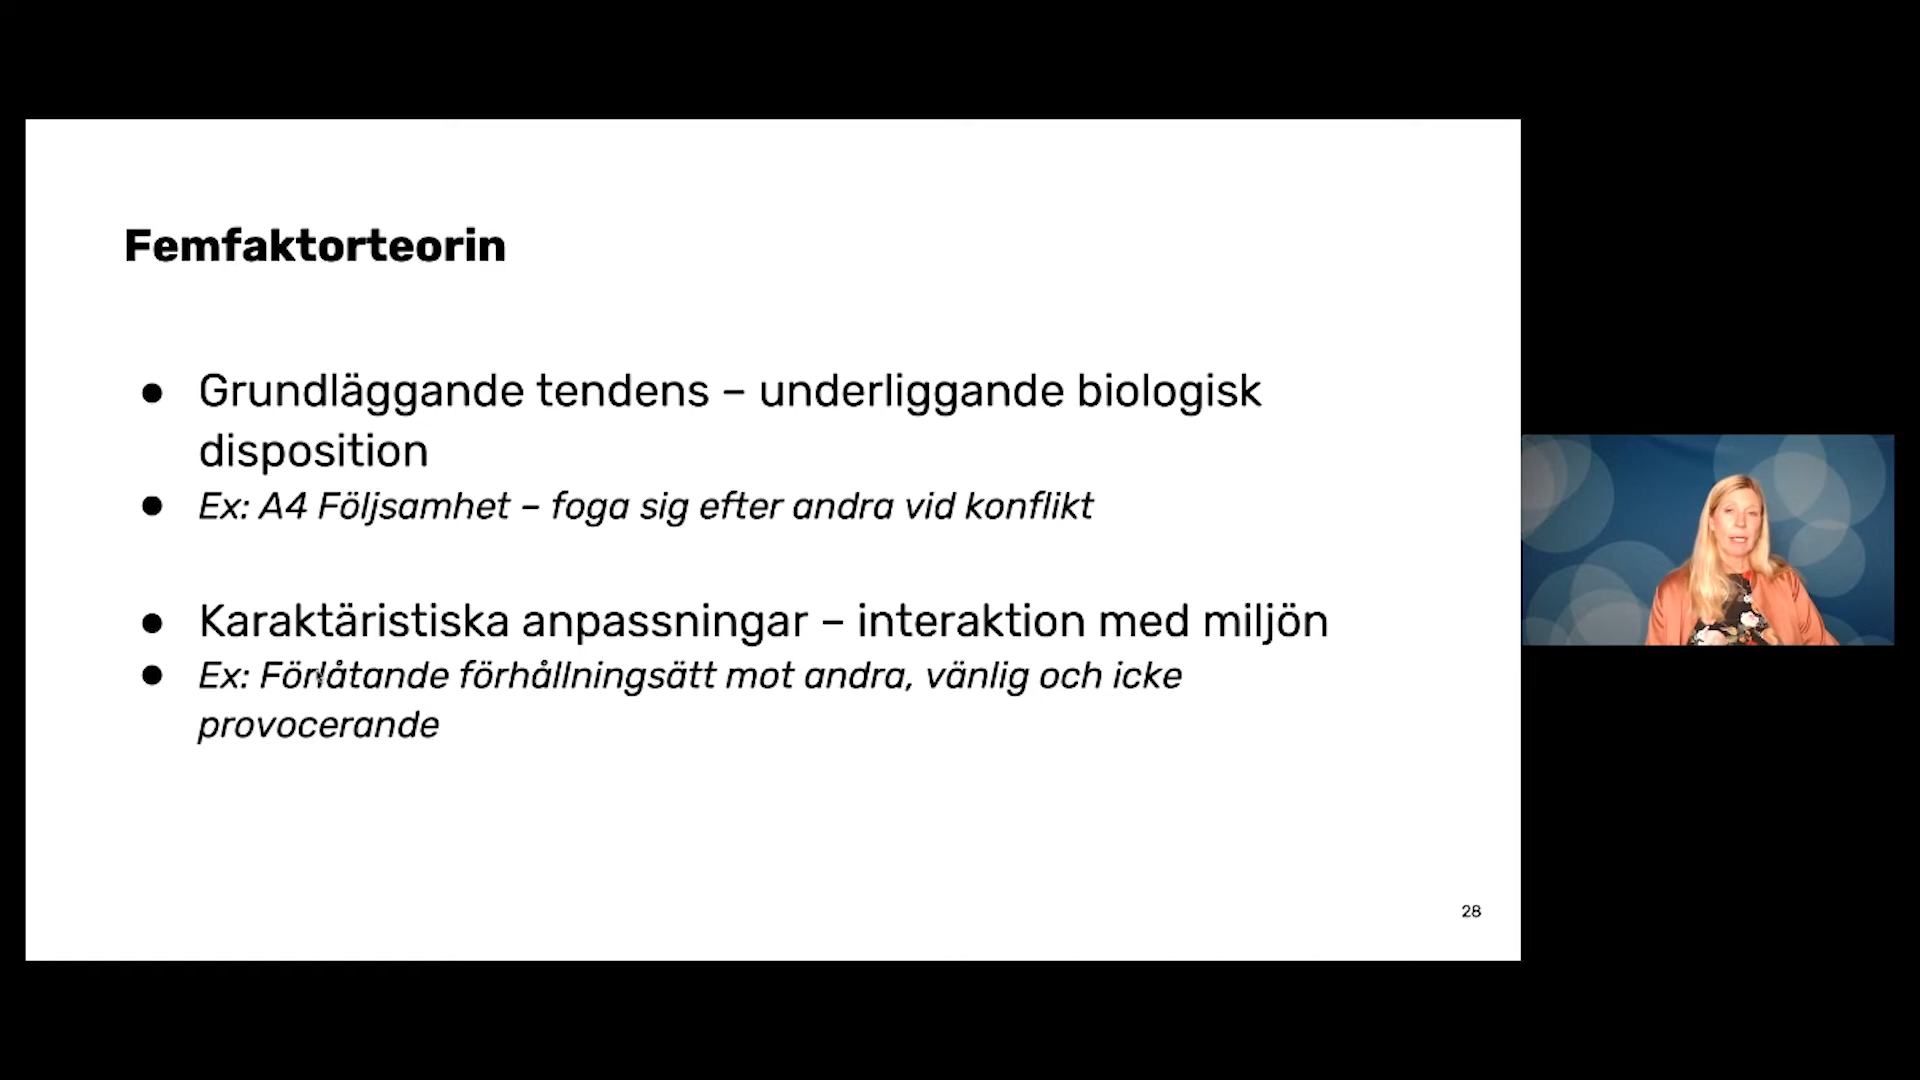 Femfaktorteorin
● Grundläggande tendens – underliggande biologisk
disposition
● Ex: A4 Följsamhet – foga sig efter andra vid konflikt
● Karaktäristiska anpassningar – interaktion med miljön
● Ex: Förlåtande förhållningsätt mot andra, vänlig och icke
provocerande
28